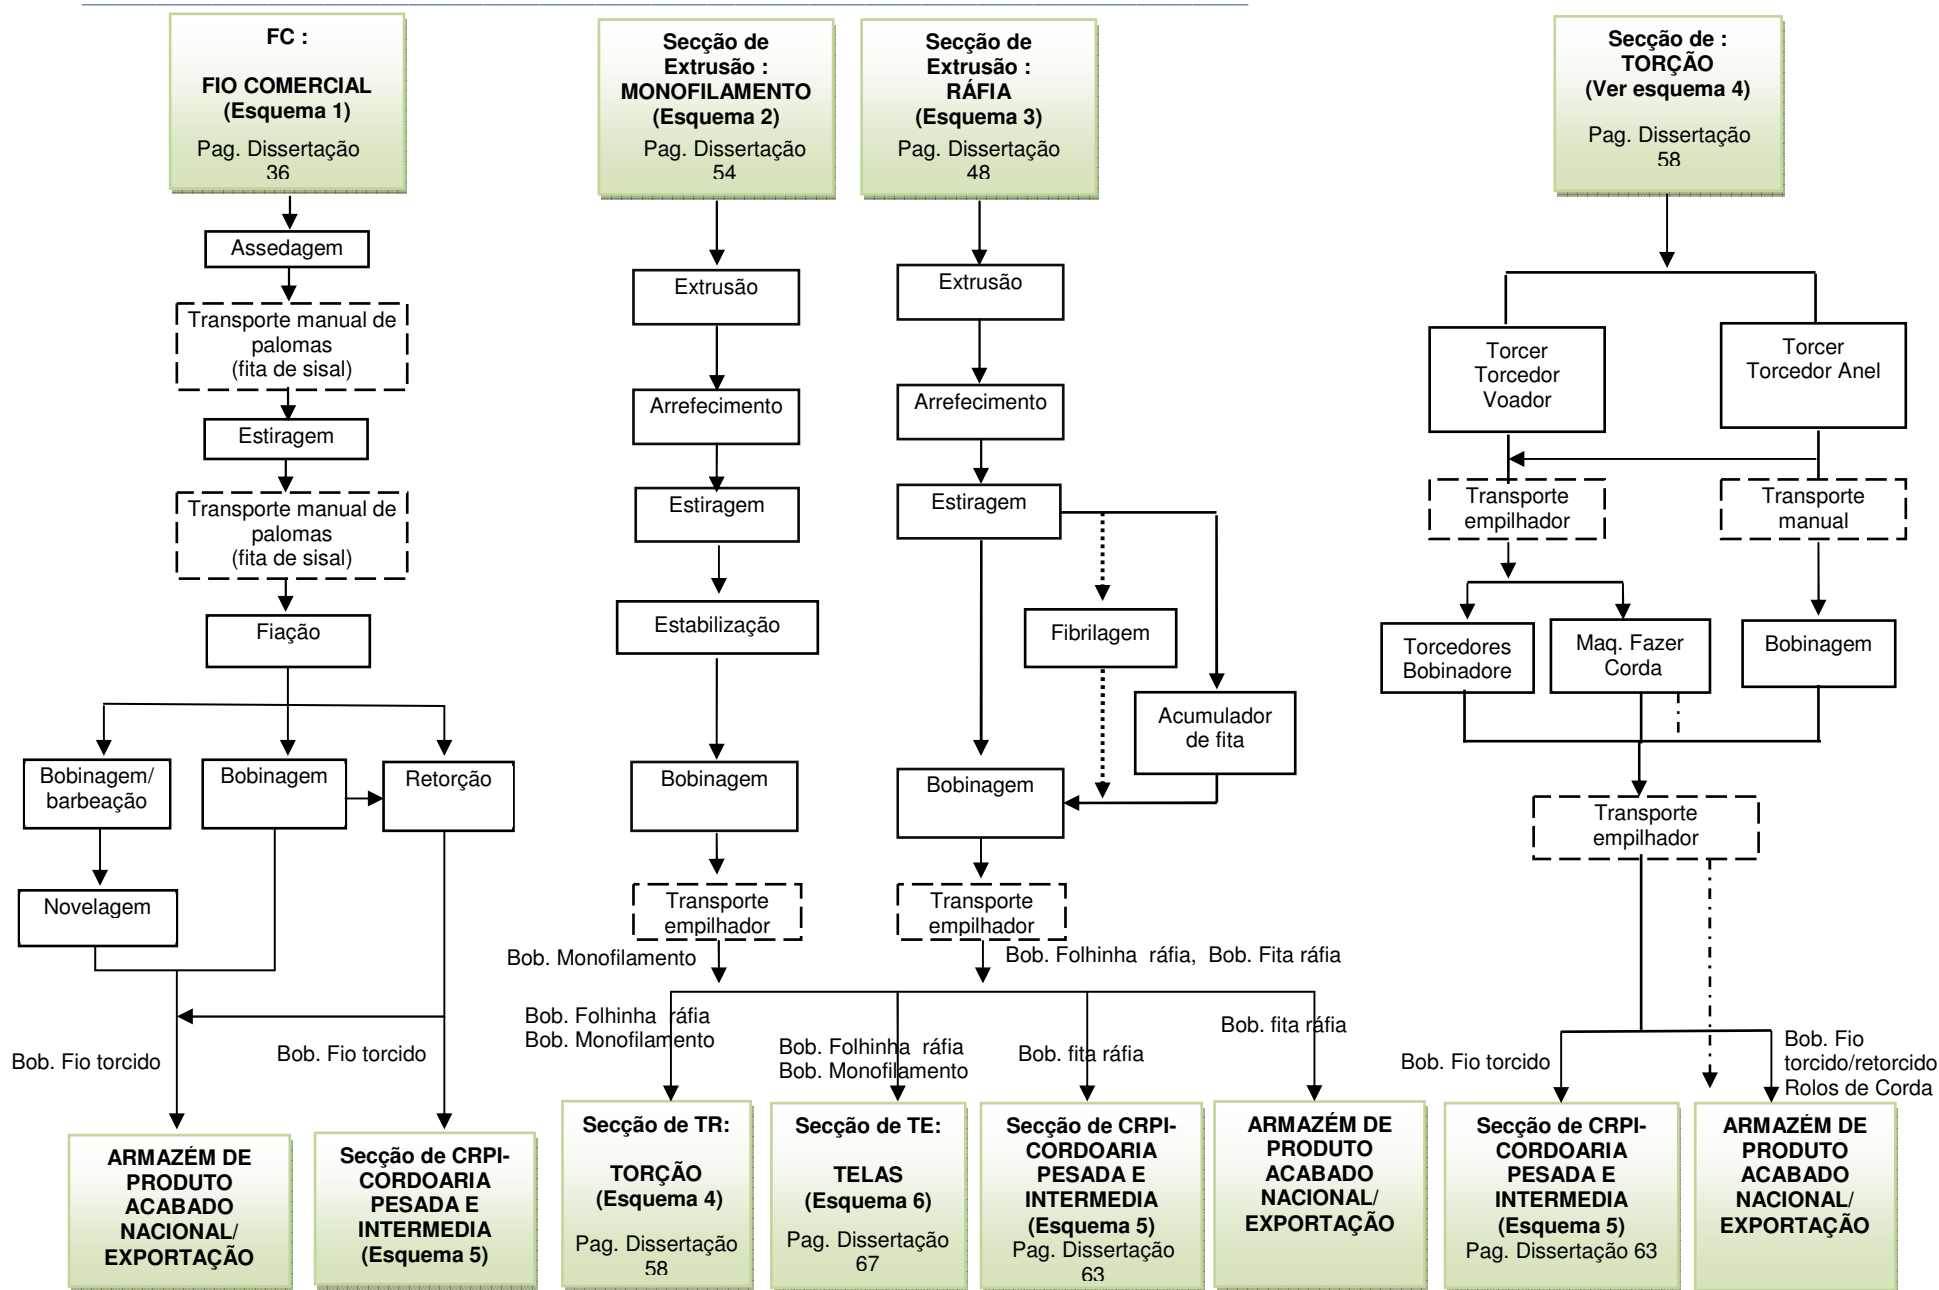 FC :
FIO COMERCIAL
(Esquema 1)
Pag. Dissertação
36
Assedagem
Transporte manual de
palomas
(fita de sisal)
Estiragem
Transporte manual de
palomas
(fita de sisal)
Fiação
Bobinagem/
barbeação
Bobinagem
Retorção
Novelagem
Bob. Fio torcido
Bob. Fio torcido
ARMAZÉM DE
PRODUTO
ACABADO
NACIONAL/
EXPORTAÇÃO
Secção de CRPI-
CORDOARIA
PESADA E
INTERMEDIA
(Esquema 5)
Secção de
Extrusão :
MONOFILAMENTO
(Esquema 2)
Pag. Dissertação
54
Extrusão
Arrefecimento
Estiragem
Estabilização
Bobinagem
Transporte
empilhador
Bob. Monofilamento
Secção de
Extrusão :
RÁFIA
(Esquema 3)
Pag. Dissertação
48
Extrusão
Arrefecimento
Estiragem
Fibrilagem
Acumulador
de fita
Bobinagem
Transporte
empilhador
Bob. Folhinha ráfia, Bob. Fita ráfia
Bob. Folhinha ráfia
Bob. Monofilamento
Bob. Folhinha ráfia
Bob. Monofilamento
Bob. fita ráfia
Bob. fita ráfia
Secção de TR:
TORÇÃO
(Esquema 4)
Pag. Dissertação
58
Secção de TE:
TELAS
(Esquema 6)
Pag. Dissertação
67
Secção de CRPI-
CORDOARIA
PESADA E
INTERMEDIA
(Esquema 5)
Pag. Dissertação
63
ARMAZÉM DE
PRODUTO
ACABADO
NACIONAL/
EXPORTAÇÃO
Secção de :
TORÇÃO
(Ver esquema 4)
Pag. Dissertação
58
Torcer
Torcedor
Voador
Torcer
Torcedor Anel
Transporte
empilhador
Transporte
manual
Torcedores
Bobinadore
Maq. Fazer
Corda
Bobinagem
Transporte
empilhador
Bob. Fio torcido
Bob. Fio
torcido/retorcido
Rolos de Corda
Secção de CRPI-
CORDOARIA
PESADA E
INTERMEDIA
(Esquema 5)
Pag. Dissertação 63
ARMAZÉM DE
PRODUTO
ACABADO
NACIONAL/
EXPORTAÇÃO